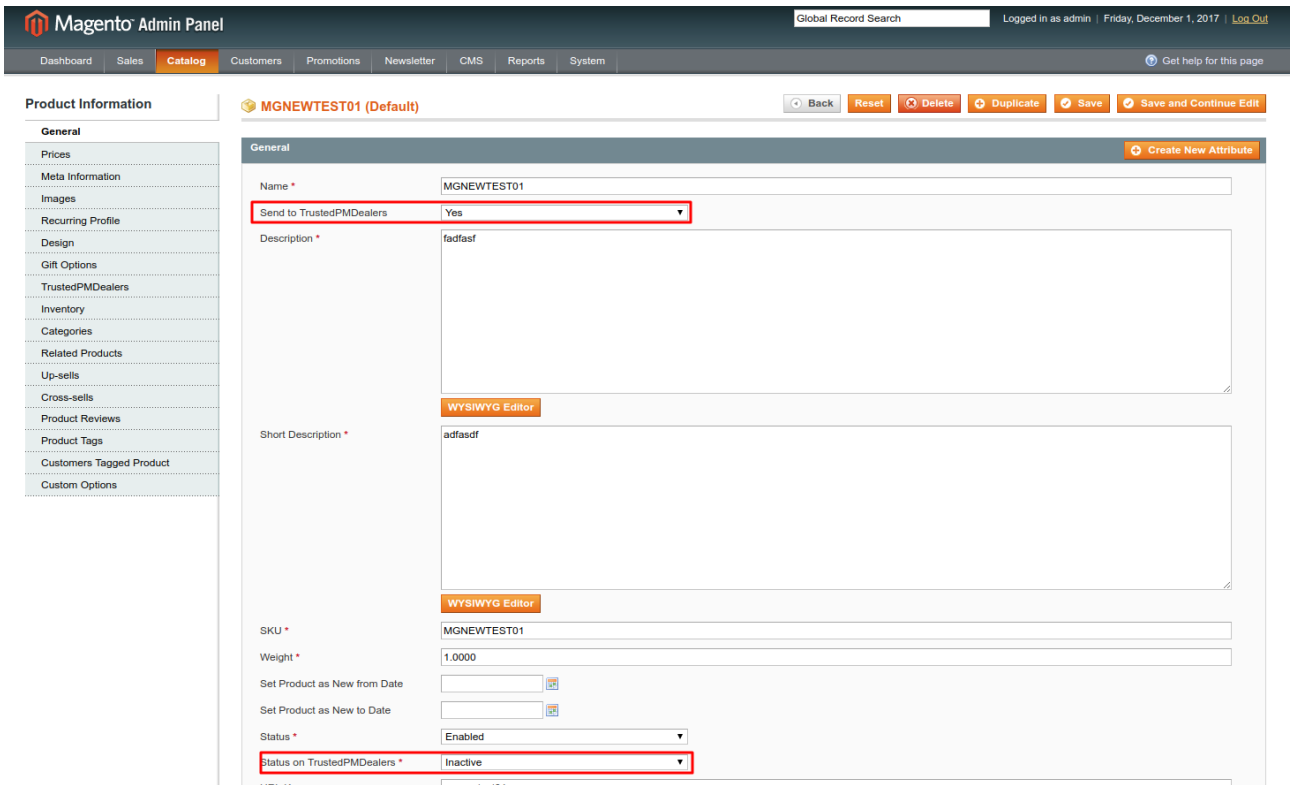 Magento Admin Panel
Global Record Search
Logged in as admin | Friday, December 1, 2017 | Log Out
Dashboard Sales Catalog Customers Promotions Newsletter CMS Reports System
Get help for this page
Product Information
General
Prices
Meta Information
Images
Recurring Profile
Design
Gift Options
TrustedPMDealers
Inventory
Categories
Related Products
Up-sells
Cross-sells
Product Reviews
Product Tags
Customers Tagged Product
Custom Options
MGNEWTEST01 (Default)
Back Reset Delete Duplicate Save Save and Continue Edit
General
Create New Attribute
Name * MGNEWTEST01
Send to TrustedPMDealers Yes
Description * fadfasf
WYSIWYG Editor
Short Description * adfasdf
WYSIWYG Editor
SKU * MGNEWTEST01
Weight * 1.0000
Set Product as New from Date
Set Product as New to Date
Status * Enabled
Status on TrustedPMDealers * Inactive